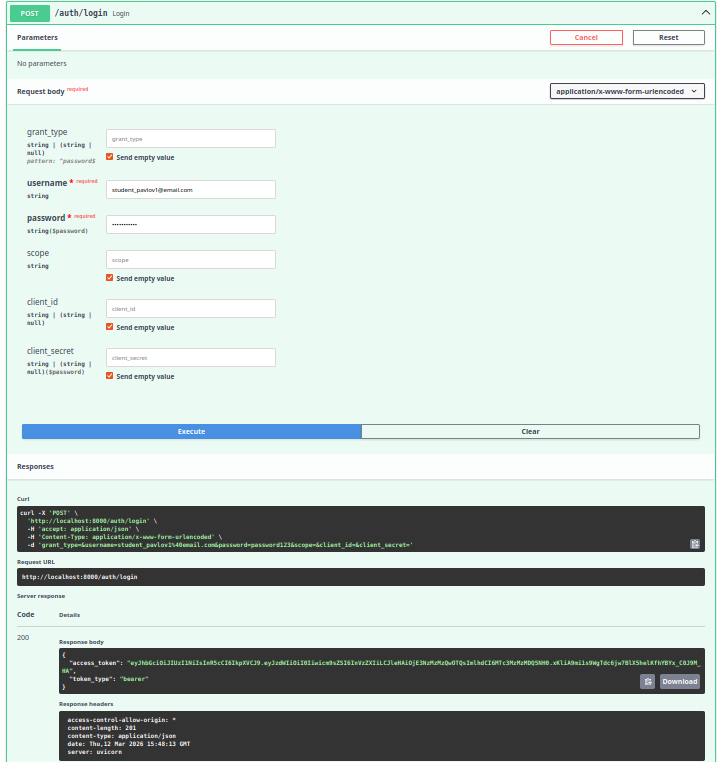 POST /auth/login Login
Parameters Cancel Reset
No parameters
Request body required application/x-www-form-urlencoded
grant_type
string | (string |
null)
pattern: ^password$
grant_type
Send empty value
username * required
string
student_pavlov1@email.com
password * required
string($password)
•••••••••••
scope
string
scope
Send empty value
client_id
string | (string |
null)
client_id
Send empty value
client_secret
string | (string |
null)($password)
client_secret
Send empty value
Execute Clear
Responses
Curl
curl -X 'POST' \
'http://localhost:8000/auth/login' \
-H 'accept: application/json' \
-H 'Content-Type: application/x-www-form-urlencoded' \
-d 'grant_type=&username=student_pavlov1%40email.com&password=password123&scope=&client_id=&client_secret='
Request URL
http://localhost:8000/auth/login
Server response
Code Details
200
Response body
{
"access_token":
"token_type": "bearer"
}
Download
Response headers
access-control-allow-origin: *
content-length: 201
content-type: application/json
date: Thu,12 Mar 2026 15:48:13 GMT
server: uvicorn